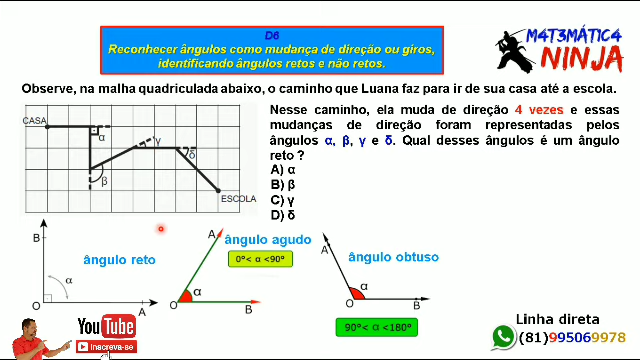 D6
Reconhecer ângulos como mudança de direção ou giros,
identificando ângulos retos e não retos.
M4T3MÁTIC4
NINJA
Observe, na malha quadriculada abaixo, o caminho que Luana faz para ir de sua casa até a escola.
CASA
α
β
γ
δ
ESCOLA
Nesse caminho, ela muda de direção 4 vezes e essas
mudanças de direção foram representadas pelos
ângulos α, β, γ e δ. Qual desses ângulos é um ângulo
reto ?
A) α
B) β
C) γ
D) δ
B
ângulo reto
α
O
A
A
ângulo agudo
0°< α <90°
α
O
B
A
ângulo obtuso
α
O
B
90°< α <180°
YouTube
Inscreva-se
Linha direta
(81)995069978